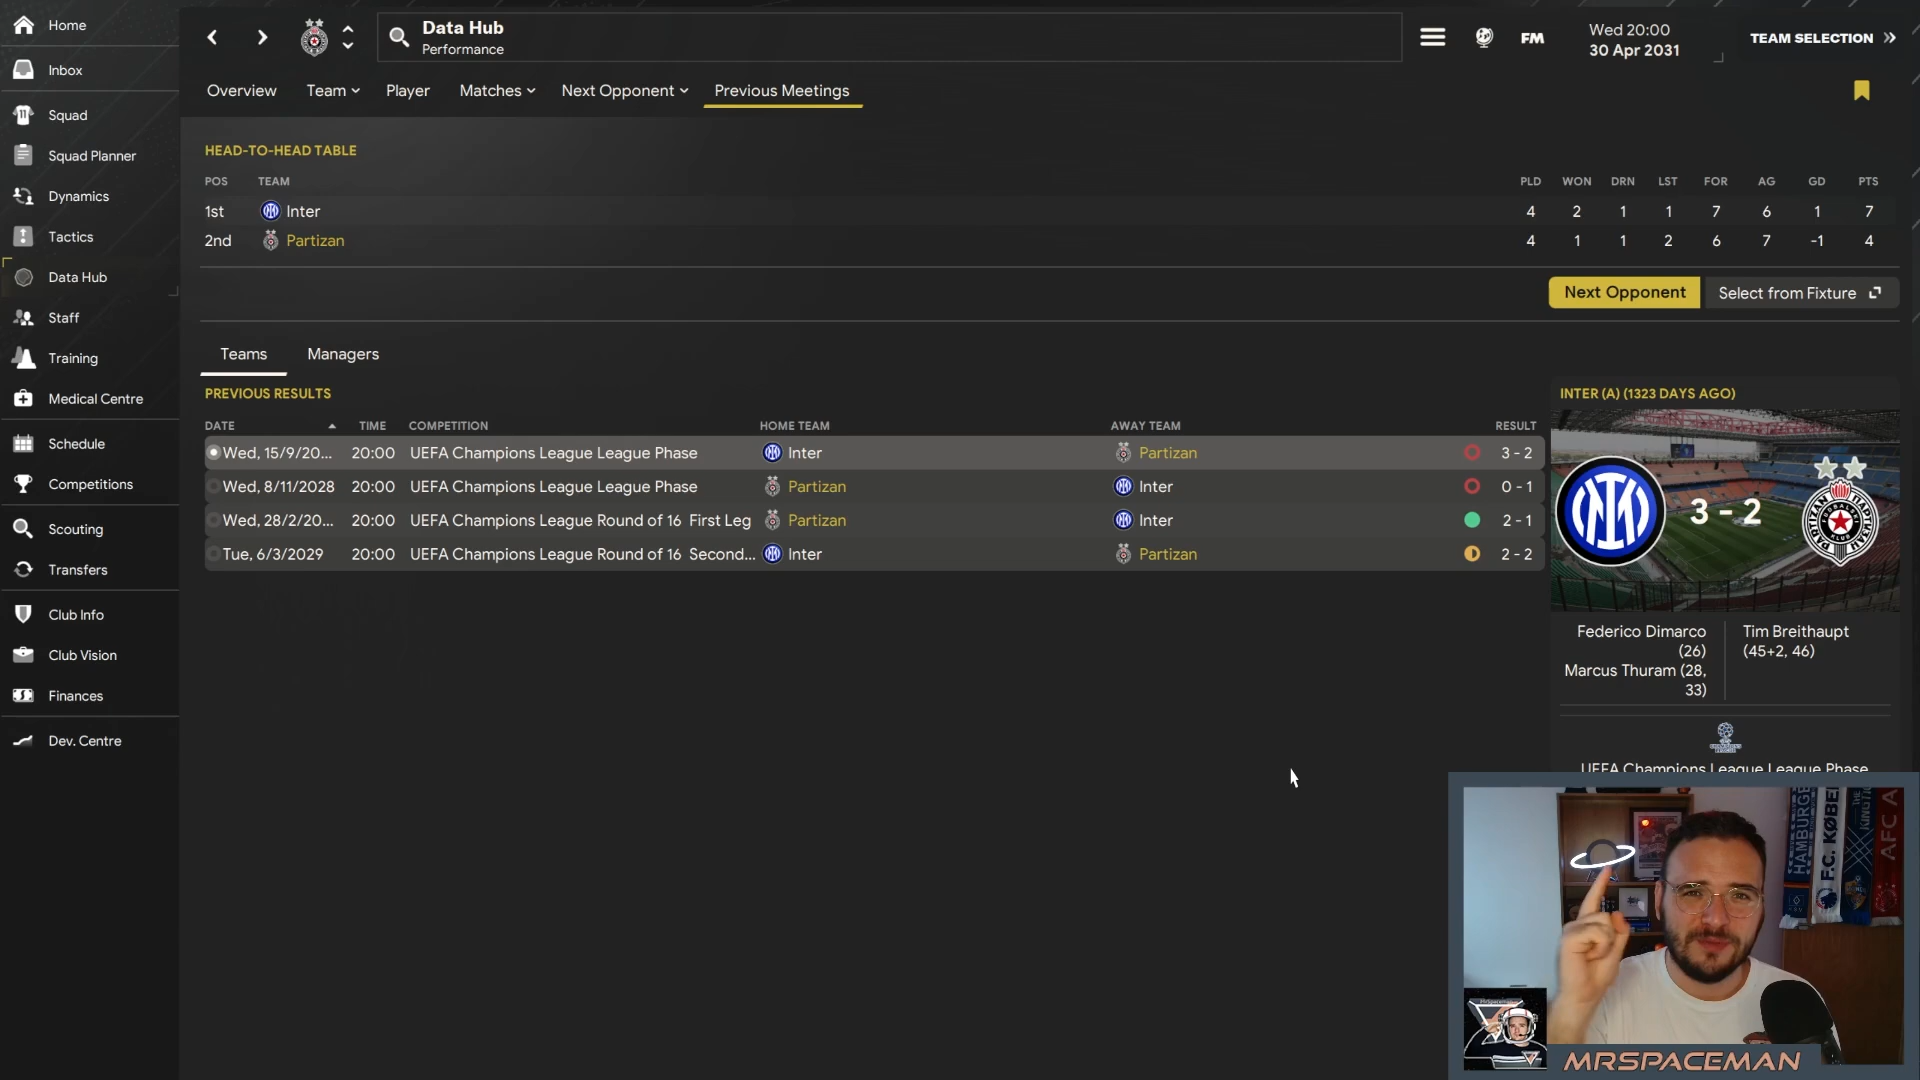 Home
Inbox
Squad
Squad Planner
Dynamics
Tactics
Data Hub
Staff
Training
Medical Centre
Schedule
Competitions
Scouting
Transfers
Club Info
Club Vision
Finances
Dev. Centre
Data Hub
Performance
FM
Wed 20:00
30 Apr 2031
TEAM SELECTION
Overview Team Player Matches Next Opponent Previous Meetings
HEAD-TO-HEAD TABLE
POS TEAM PLD WON DRN LST FOR AG GD PTS
1st Inter 4 2 1 1 7 6 1 7
2nd Partizan 4 1 1 2 6 7 -1 4
Next Opponent Select from Fixture
Teams Managers
PREVIOUS RESULTS
DATE TIME COMPETITION HOME TEAM AWAY TEAM RESULT
Wed, 15/9/20... 20:00 UEFA Champions League League Phase Inter Partizan 3 - 2
Wed, 8/11/2028 20:00 UEFA Champions League League Phase Partizan Inter 0 - 1
Wed, 28/2/20... 20:00 UEFA Champions League Round of 16 First Leg Partizan Inter 2 - 1
Tue, 6/3/2029 20:00 UEFA Champions League Round of 16 Second... Inter Partizan 2 - 2
INTER (A) (1323 DAYS AGO)
3 - 2
Federico Dimarco
(26)
Marcus Thuram (28,
33)
Tim Breithaupt
(45+2, 46)
UEFA Champions League League Phase
HAMBURG
F.C. KØBE
AFC A
MRSPACEMAN